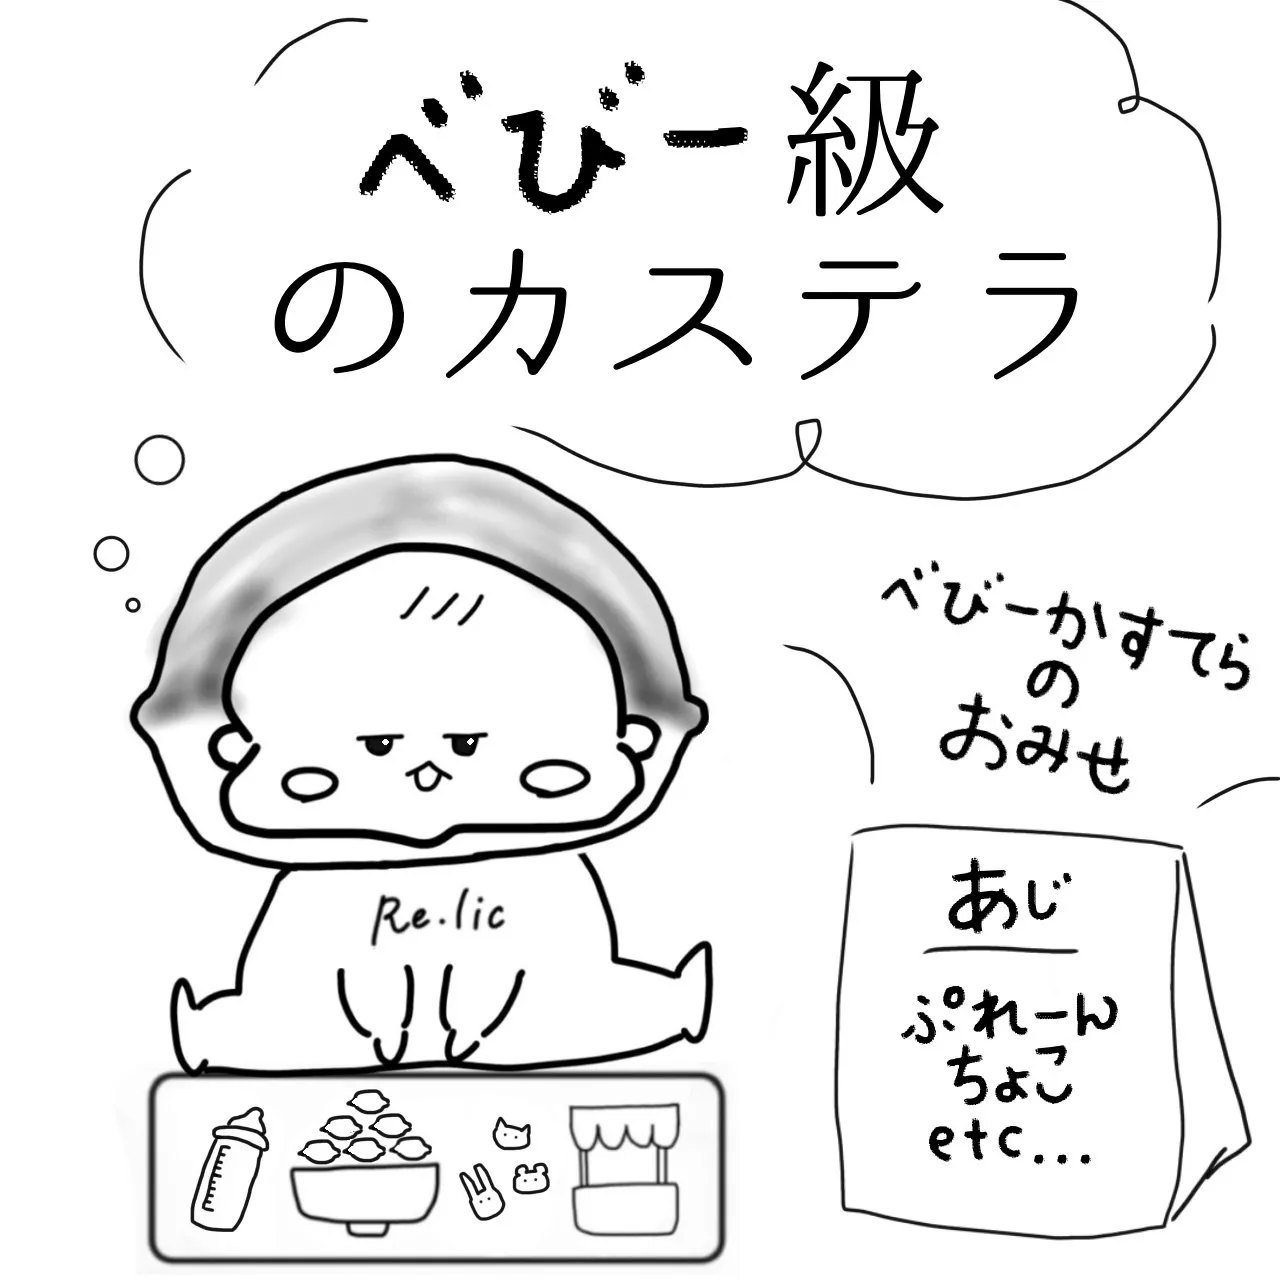 べびー級
のカステラ
べびーかすてら
の
おみせ
Re.lic
あじ
ぷれーん
ちょこ
etc...